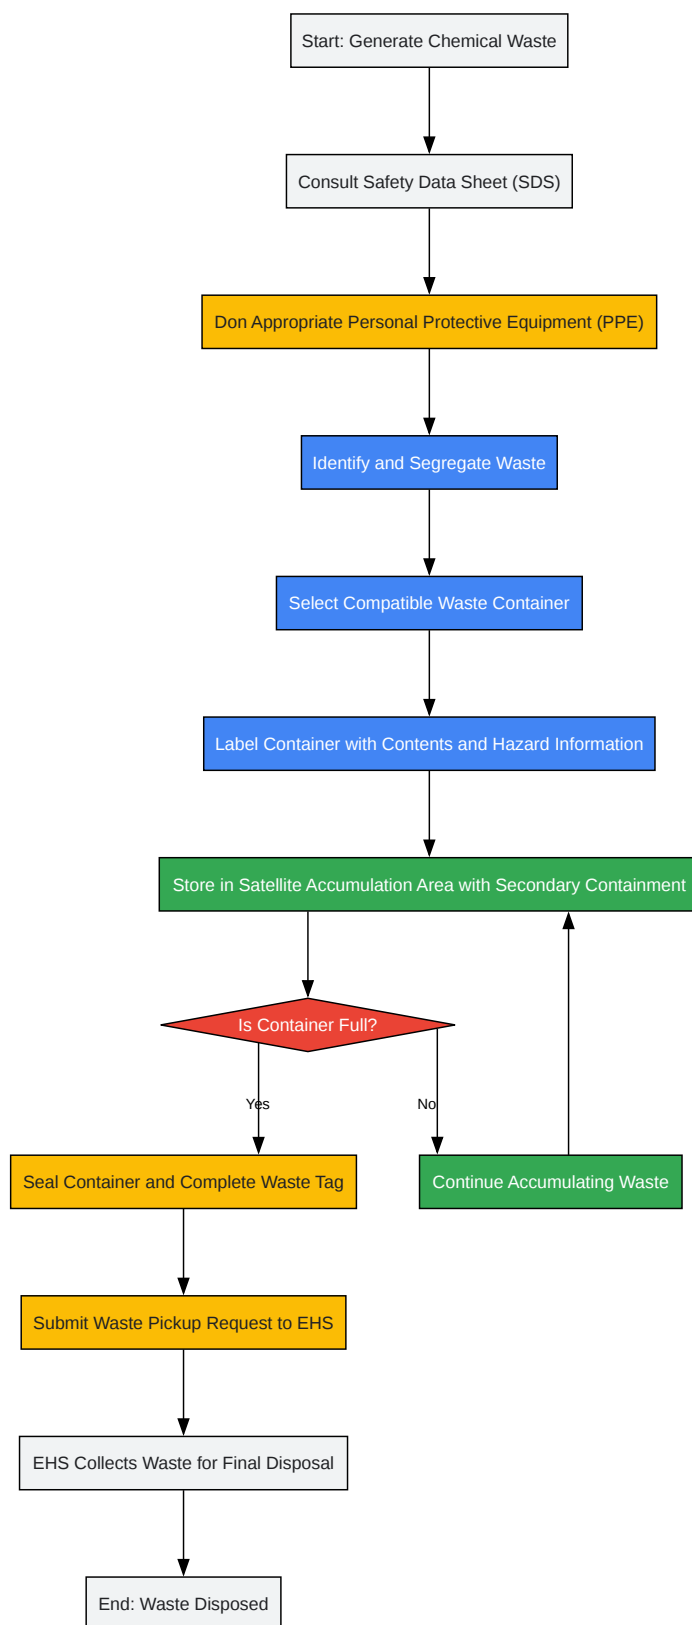 Start: Generate Chemical Waste
Consult Safety Data Sheet (SDS)
Don Appropriate Personal Protective Equipment (PPE)
Identify and Segregate Waste
Select Compatible Waste Container
Label Container with Contents and Hazard Information
Store in Satellite Accumulation Area with Secondary Containment
Is Container Full?
Yes
No
Seal Container and Complete Waste Tag
Continue Accumulating Waste
Submit Waste Pickup Request to EHS
EHS Collects Waste for Final Disposal
End: Waste Disposed